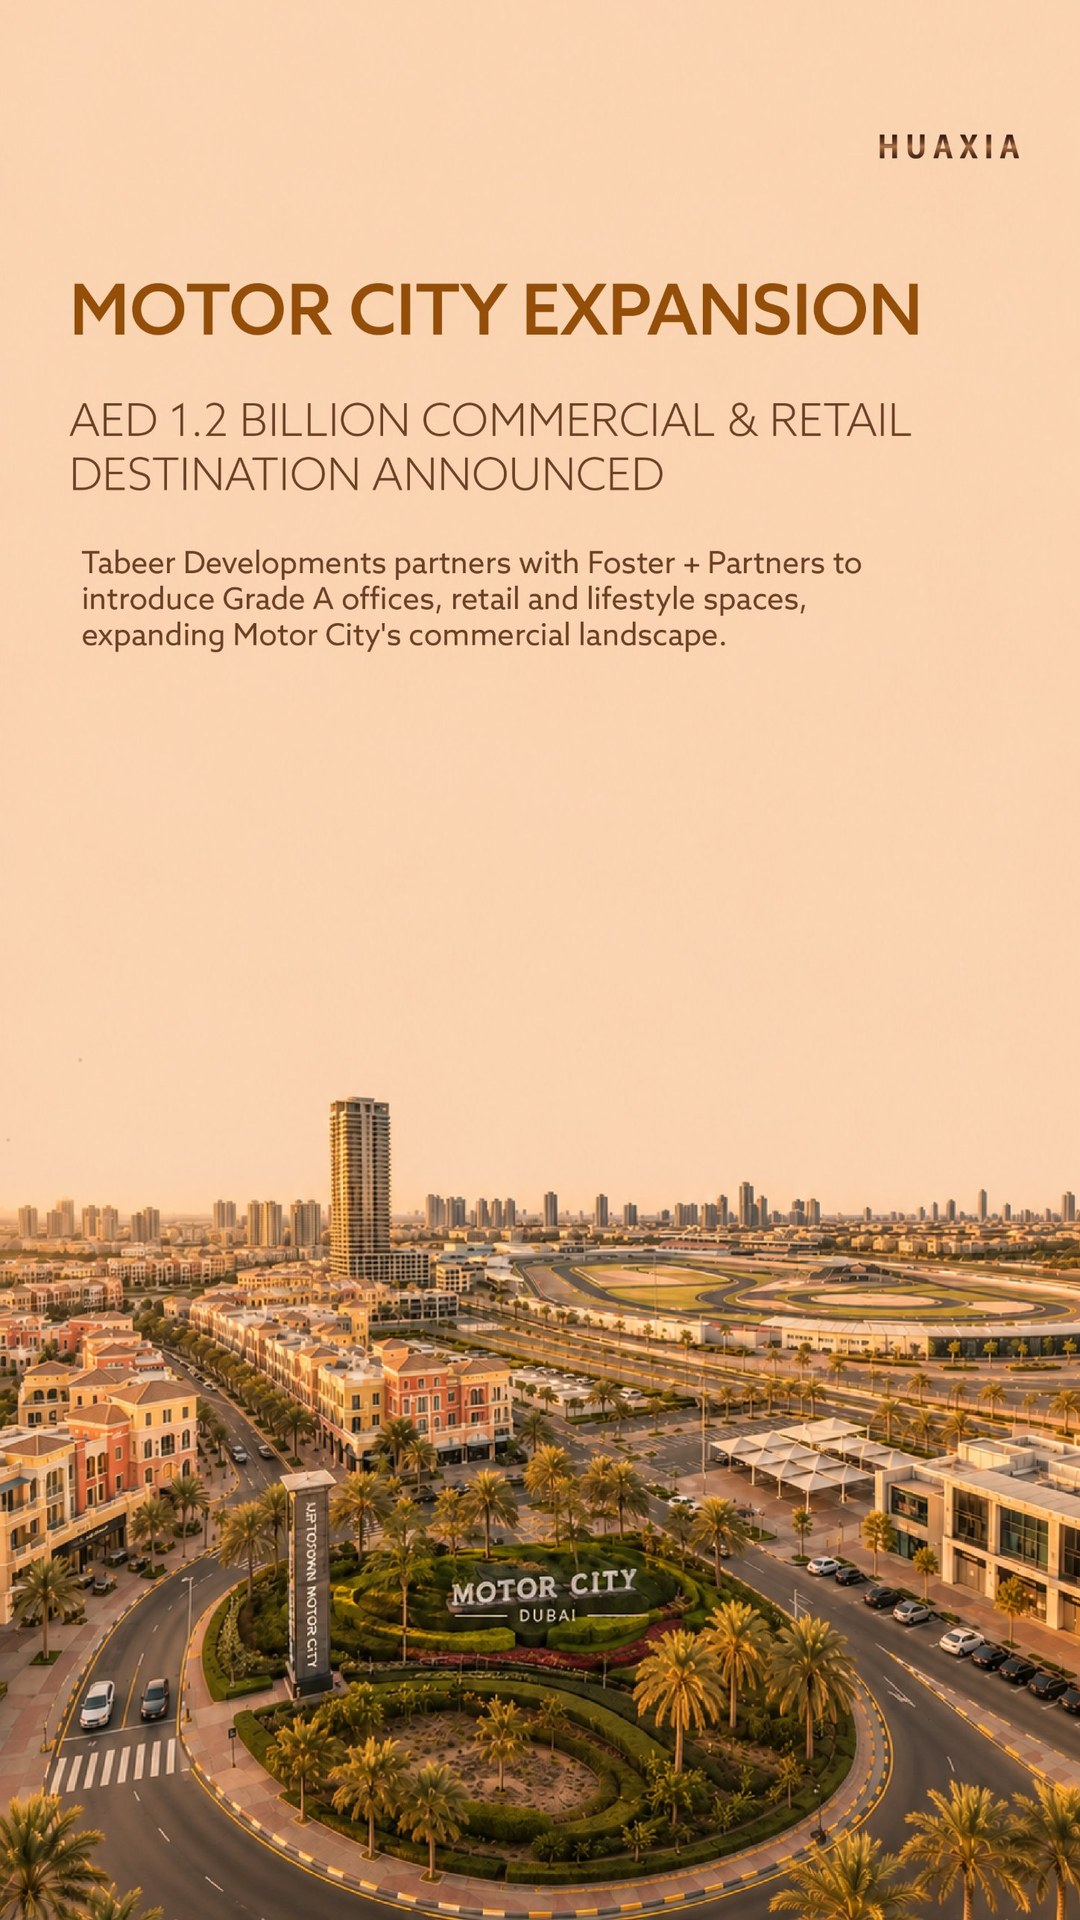 HUAXIA
MOTOR CITY EXPANSION
AED 1.2 BILLION COMMERCIAL & RETAIL
DESTINATION ANNOUNCED
Tabeer Developments partners with Foster + Partners to
introduce Grade A offices, retail and lifestyle spaces,
expanding Motor City's commercial landscape.
MOTOR CITY
DUBAI
MOTOR CITY